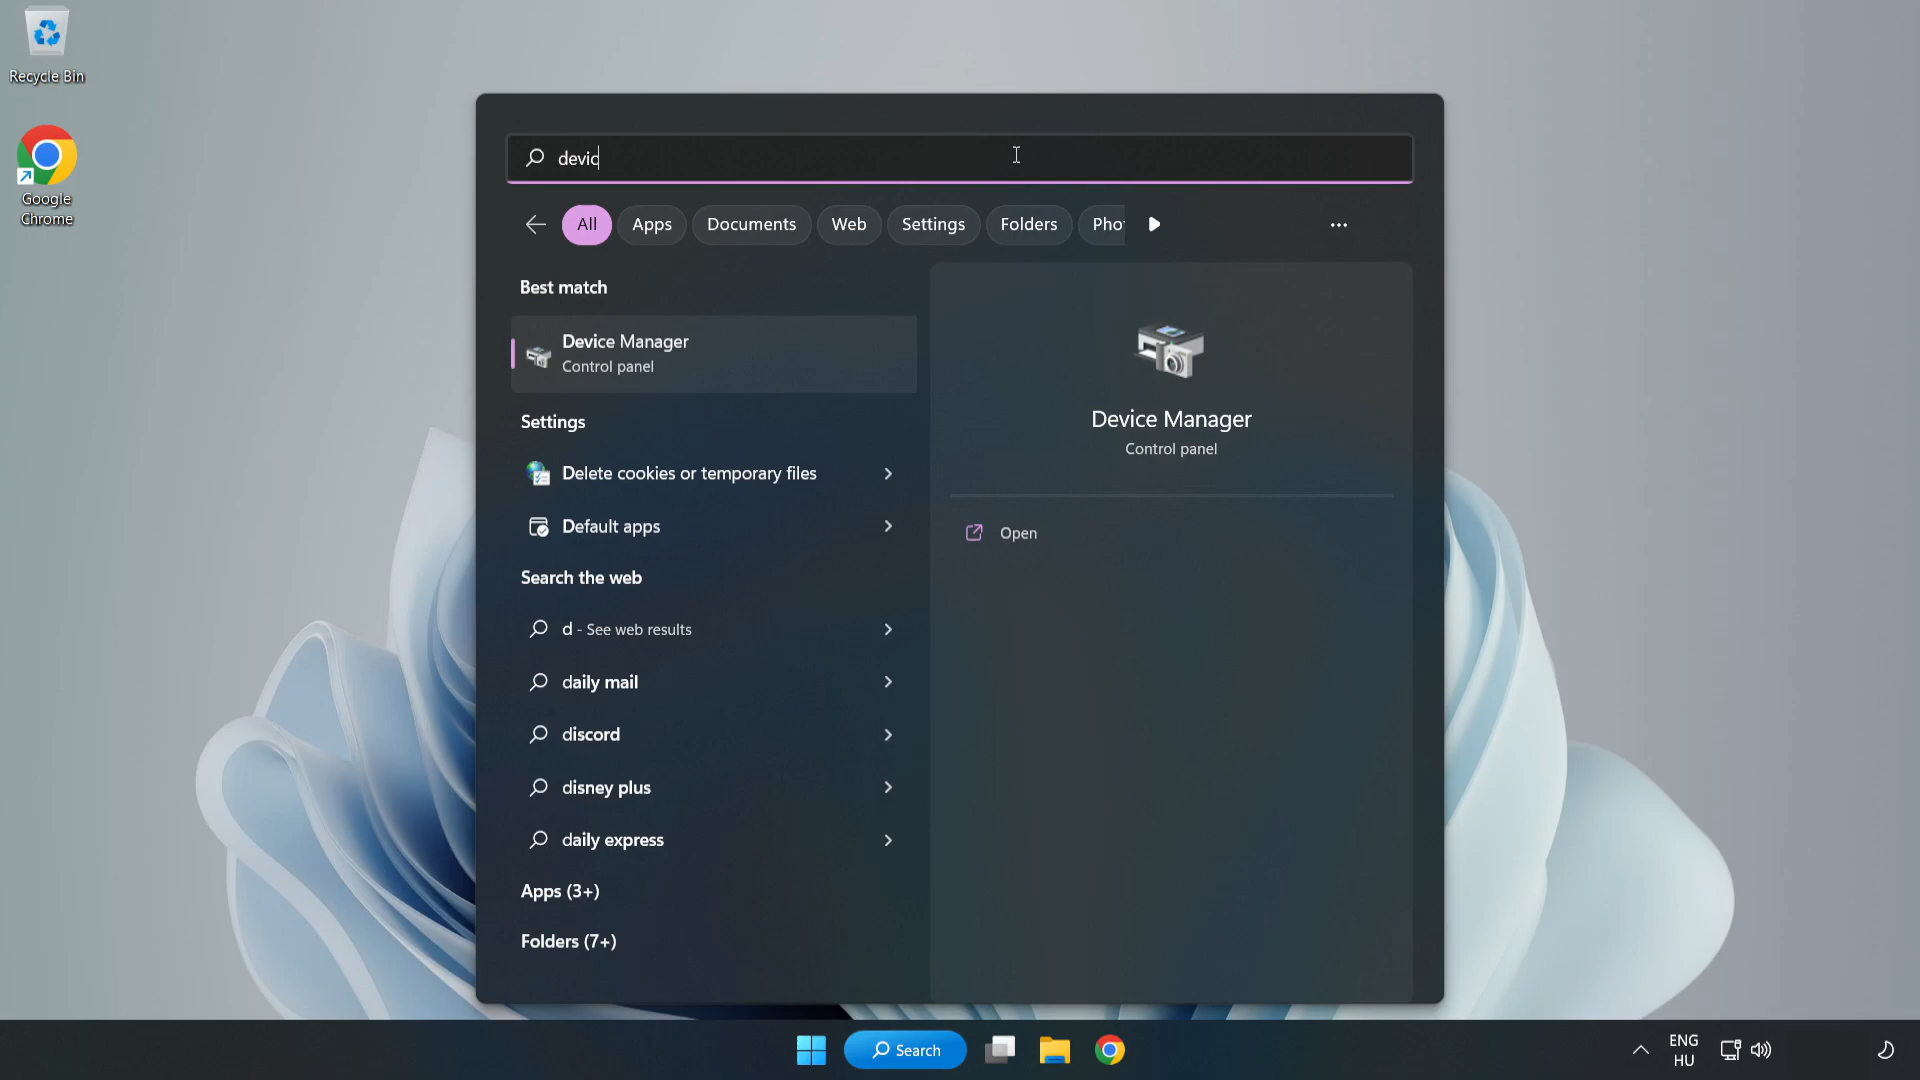 Recycle Bin
Google
Chrome
devic
All
Apps
Documents
Web
Settings
Folders
Best match
Device Manager
Control panel
Settings
Delete cookies or temporary files
Default apps
Search the web
d - See web results
daily mail
discord
disney plus
daily express
Apps (3+)
Folders (7+)
Device Manager
Control panel
Open
Search
ENG
HU